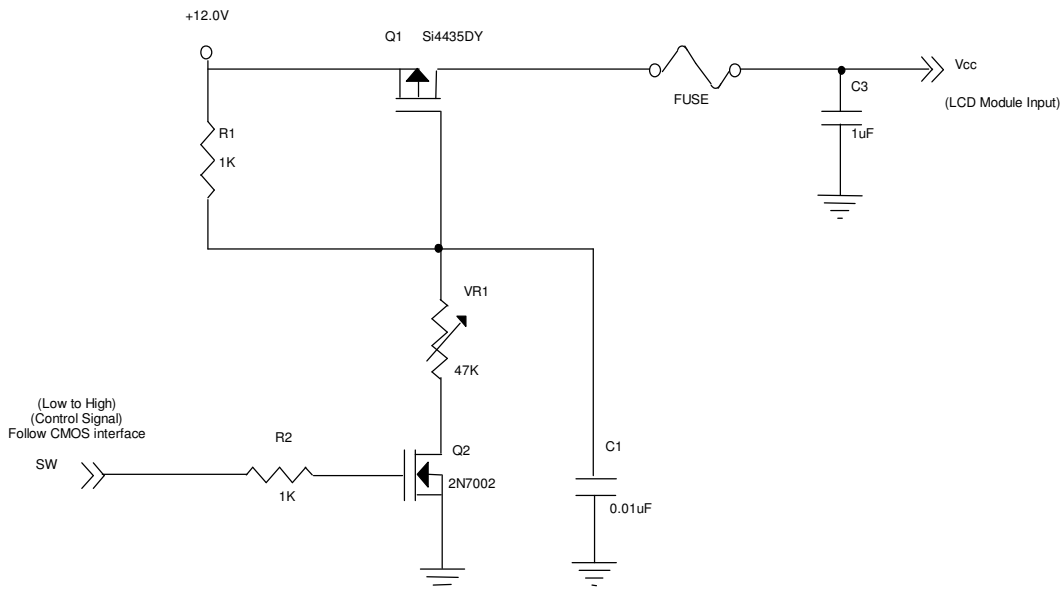 +12.0V
Q1 Si4435DY
Vcc
FUSE
C3
(LCD Module Input)
R1
1uF
1K
VR1
47K
(Low to High)
(Control Signal)
Follow CMOS interface
R2
Q2
C1
SW
2N7002
1K
0.01uF